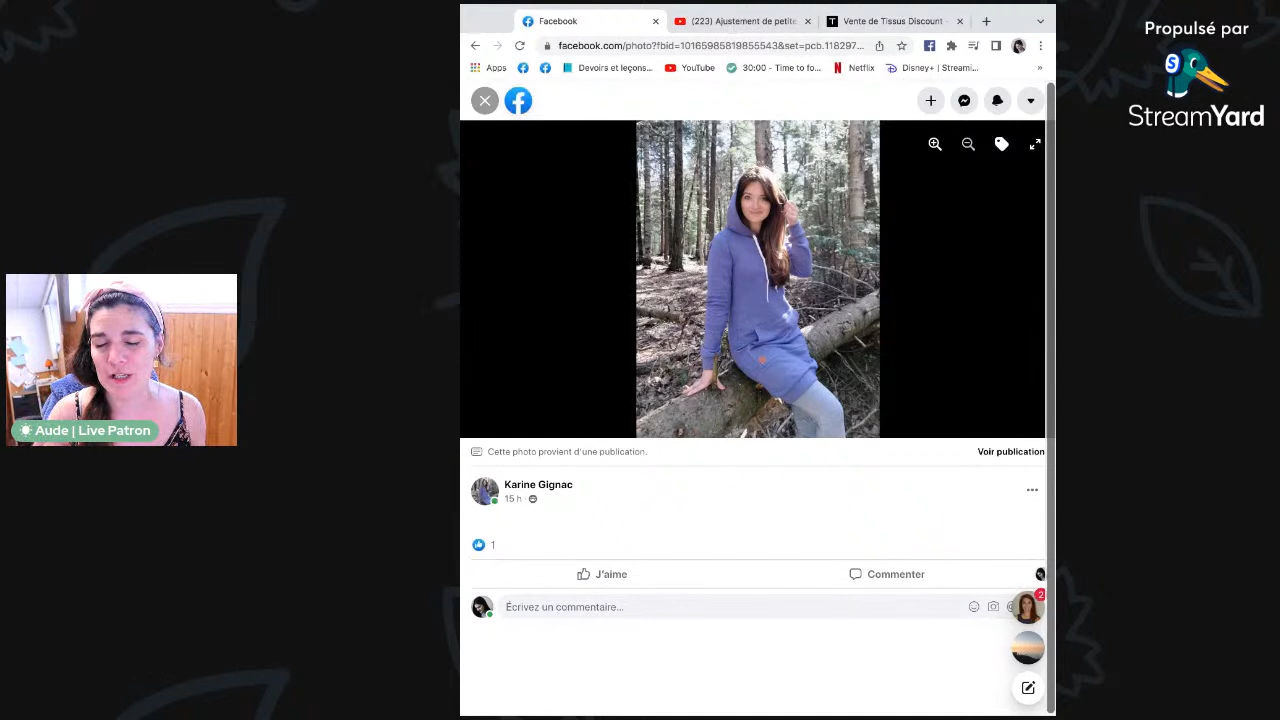 Facebook
(223) Ajustement de petite
Vente de Tissus Discount
facebook.com/photo?fbid=10165985819855543&set=pcb.118297...
Apps
Devoirs et leçons...
YouTube
30:00 - Time to fo...
Netflix
Disney+ | Streami...
»
Propulsé par
StreamYard
Cette photo provient d'une publication.
Voir publication
Karine Gignac
15 h
1
J'aime
Commenter
Écrivez un commentaire...
2
Aude | Live Patron